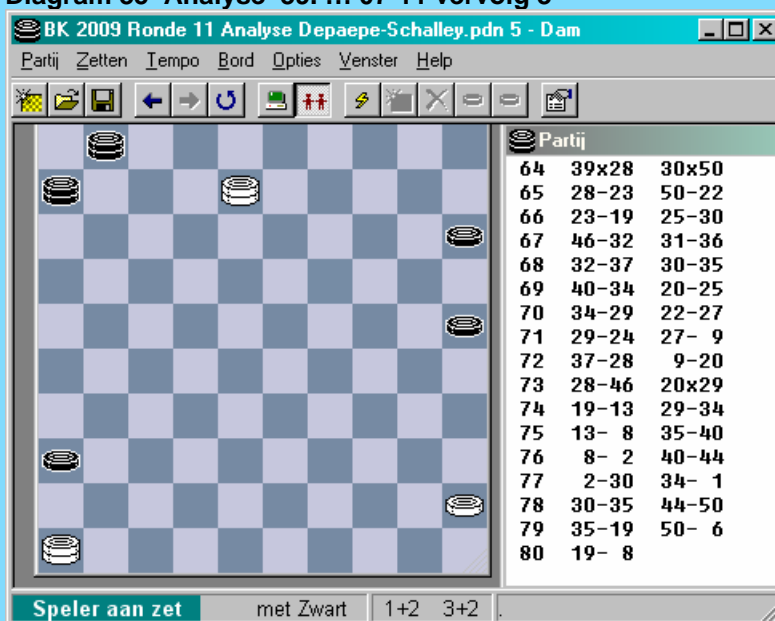 Diagram 33 Analyse 59. ... 07-11 vervolg 5
BK 2009 Ronde 11 Analyse Depaepe-Schalley.pdn 5 - Dam
Partij Zetten Tempo Bord Opties Venster Help
Partij
64 39x28 30x50
65 28-23 50-22
66 23-19 25-30
67 46-32 31-36
68 32-37 30-35
69 40-34 20-25
70 34-29 22-27
71 29-24 27- 9
72 37-28 9-20
73 28-46 20x29
74 19-13 29-34
75 13- 8 35-40
76 8- 2 40-44
77 2-30 34- 1
78 30-35 44-50
79 35-19 50- 6
80 19- 8
Speler aan zet met Zwart 1+2 3+2 .